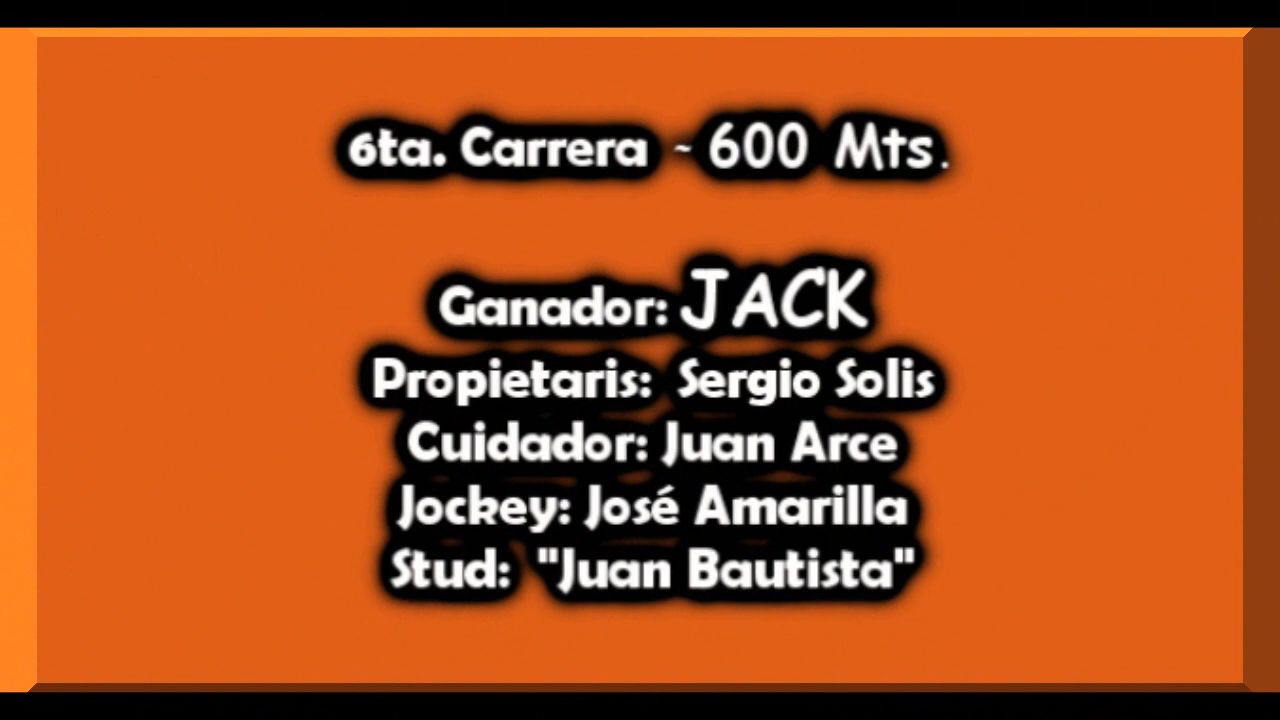 6ta. Carrera ~ 600 Mts.
Ganador: JACK
Propietaris: Sergio Solis
Cuidador: Juan Arce
Jockey: José Amarilla
Stud: "Juan Bautista"